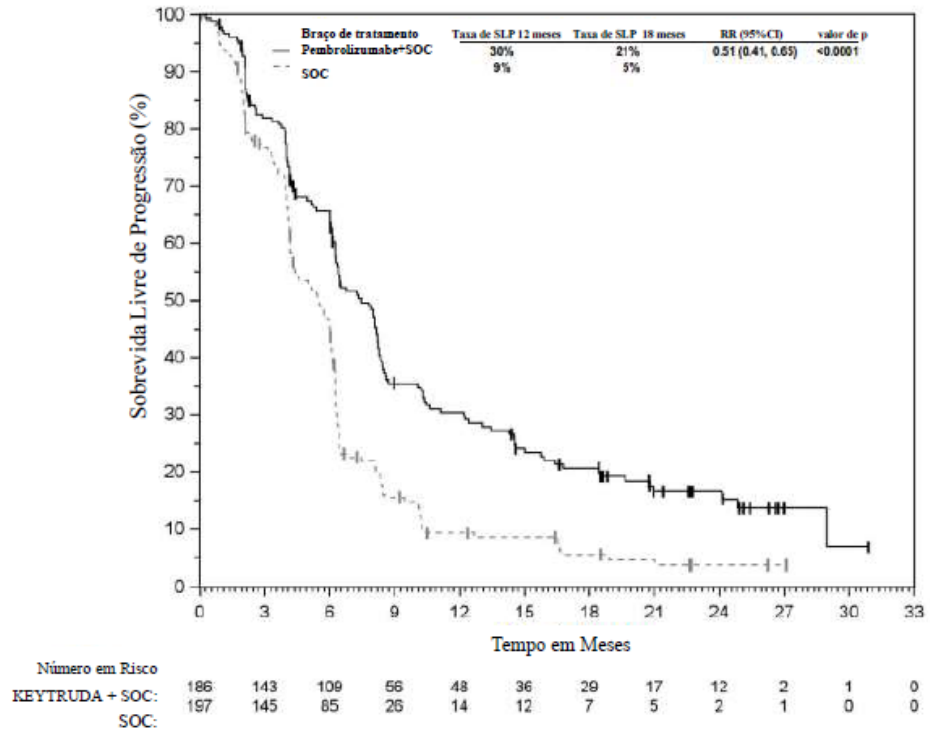 Braço de tratamento Taxa de SLP 12 meses Taxa de SLP 18 meses RR (95%CI) valor de p
Pembrolizumabe+SOC 30% 21% 0.51 (0.41, 0.65) <0.0001
SOC 9% 5%
Sobrevida Livre de Progressão (%)
100
90
80
70
60
50
40
30
20
10
0
0 3 6 9 12 15 18 21 24 27 30 33
Tempo em Meses
Número em Risco
KEYTRUDA + SOC: 186 143 109 56 48 36 29 17 12 2 1 0
SOC: 197 145 85 26 14 12 7 5 2 1 0 0